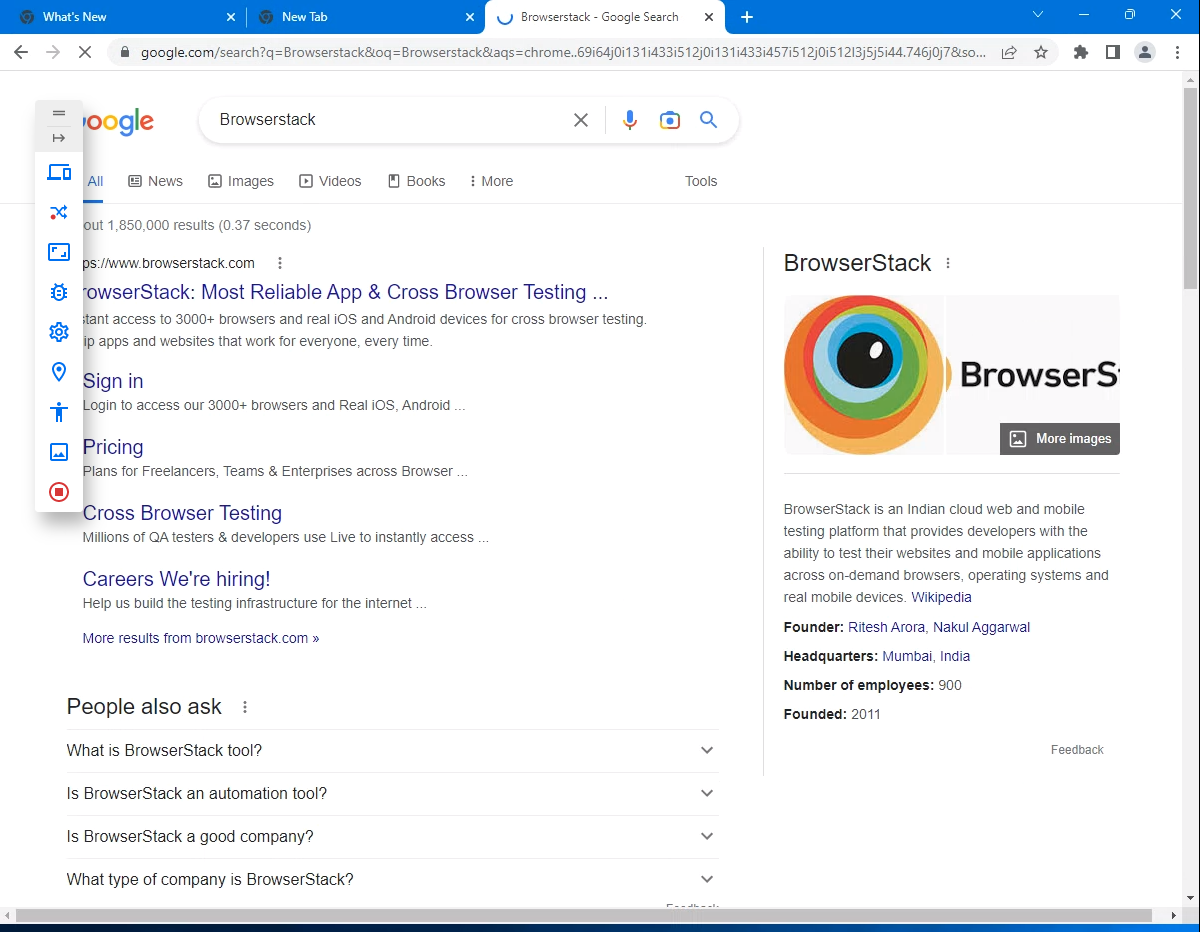 What's New
New Tab
Browserstack - Google Search
google.com/search?q=Browserstack&oq=Browserstack&aqs=chrome..69i64j0i131i433i512j0i131i433i457i512j0i512l3j5j5i44.746j0j7&so...
oogle
Browserstack
All
News
Images
Videos
Books
More
Tools
out 1,850,000 results (0.37 seconds)
ps://www.browserstack.com
rowserStack: Most Reliable App & Cross Browser Testing ...
stant access to 3000+ browsers and real iOS and Android devices for cross browser testing.
ip apps and websites that work for everyone, every time.
Sign in
Login to access our 3000+ browsers and Real iOS, Android ...
Pricing
Plans for Freelancers, Teams & Enterprises across Browser ...
Cross Browser Testing
Millions of QA testers & developers use Live to instantly access ...
Careers We're hiring!
Help us build the testing infrastructure for the internet ...
More results from browserstack.com »
People also ask
What is BrowserStack tool?
Is BrowserStack an automation tool?
Is BrowserStack a good company?
What type of company is BrowserStack?
Feedback
BrowserStack
BrowserS
More images
BrowserStack is an Indian cloud web and mobile
testing platform that provides developers with the
ability to test their websites and mobile applications
across on-demand browsers, operating systems and
real mobile devices. Wikipedia
Founder: Ritesh Arora, Nakul Aggarwal
Headquarters: Mumbai, India
Number of employees: 900
Founded: 2011
Feedback